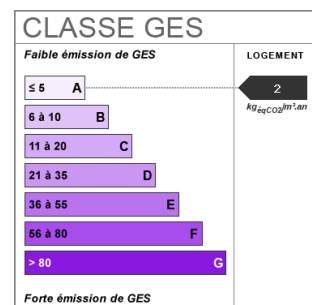 CLASSE GES
Faible émission de GES
LOGEMENT
≤ 5 A
2
kgéqCO2/m².an
6 à 10 B
11 à 20 C
21 à 35 D
36 à 55 E
56 à 80 F
> 80 G
Forte émission de GES